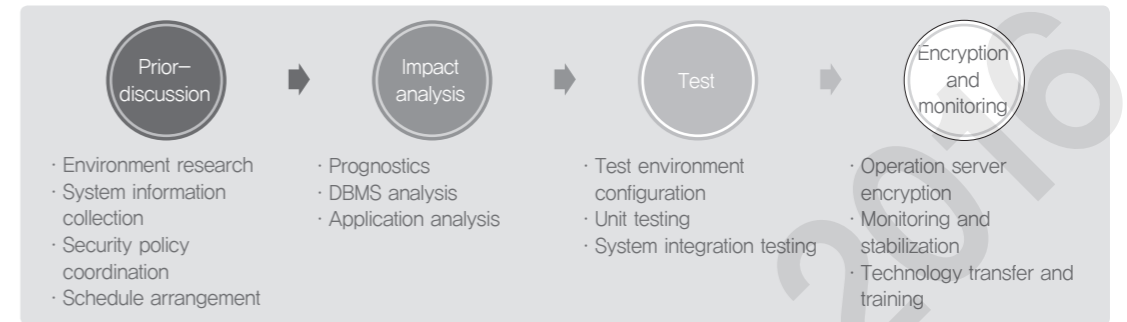 Prior-
discussion
Impact
analysis
Test
Encryption
and
monitoring
· Environment research
· System information
collection
· Security policy
coordination
· Schedule arrangement
· Prognostics
· DBMS analysis
· Application analysis
· Test environment
configuration
· Unit testing
· System integration testing
· Operation server
encryption
· Monitoring and
stabilization
· Technology transfer and
training
2016